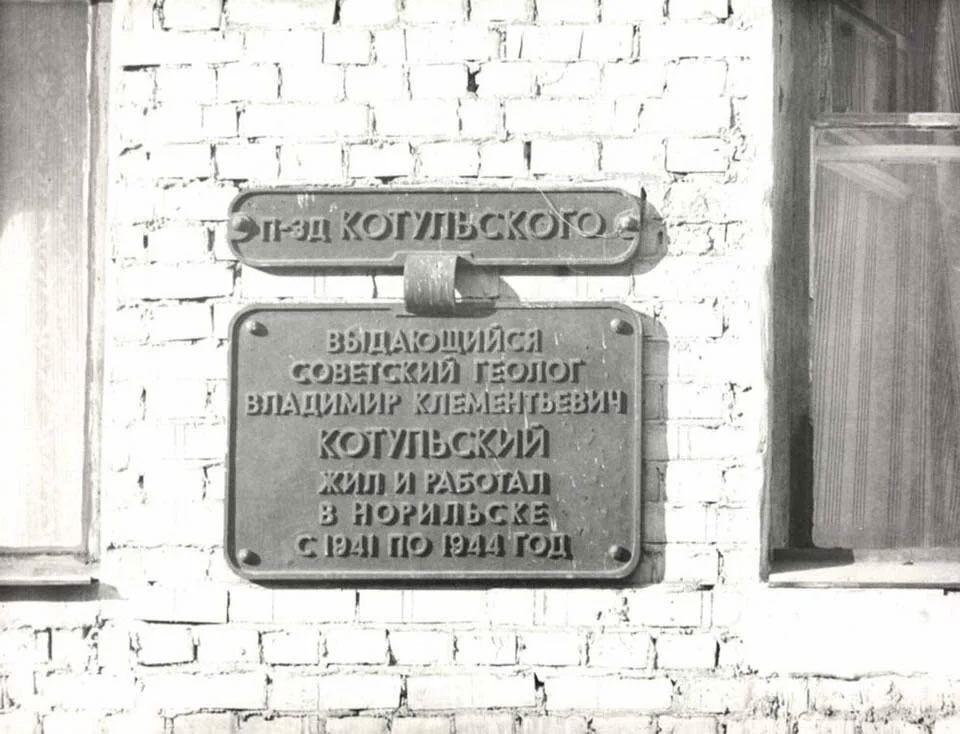 П-ЗД КОТУЛЬСКОГО
ВЫДАЮЩИЙСЯ
СОВЕТСКИЙ ГЕОЛОГ
ВЛАДИМИР КЛЕМЕНТЬЕВИЧ
КОТУЛЬСКИЙ
ЖИЛ И РАБОТАЛ
В НОРИЛЬСКЕ
С 1941 ПО 1944 ГОД